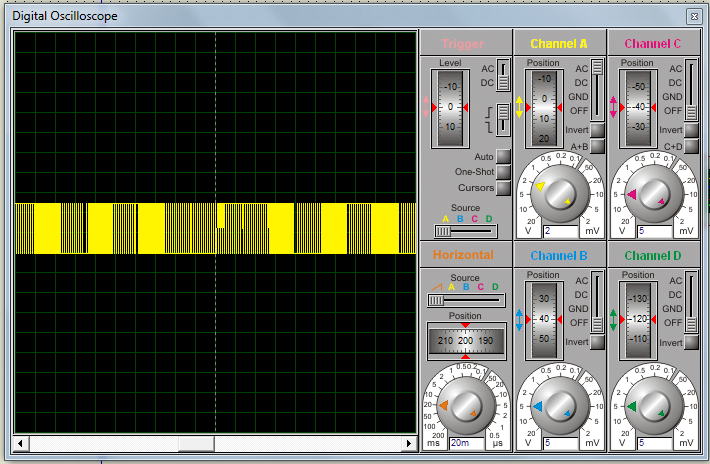 Digital Oscilloscope
Trigger
Level
AC
DC
-10
0
10
Auto
One-Shot
Cursors
Source
A B C D
Horizontal
Source
A B C D
Position
210 200 190
0.5 0.2 0.1
1
2
5
10
20
50
100
200
50
20
10
5
2
1
0.5
ms
20m
µs
Channel A
Position
-10
0
10
20
AC
DC
GND
OFF
Invert
A+B
1 0.5 0.2 0.1
2
5
10
20
50
20
10
5
2
V
2
mV
Channel B
Position
30
40
50
AC
DC
GND
OFF
Invert
1 0.5 0.2 0.1
2
5
10
20
50
20
10
5
2
V
5
mV
Channel C
Position
-50
-40
-30
AC
DC
GND
OFF
Invert
C+D
1 0.5 0.2 0.1
2
5
10
20
50
20
10
5
2
V
5
mV
Channel D
Position
-130
-120
-110
AC
DC
GND
OFF
Invert
1 0.5 0.2 0.1
2
5
10
20
50
20
10
5
2
V
5
mV